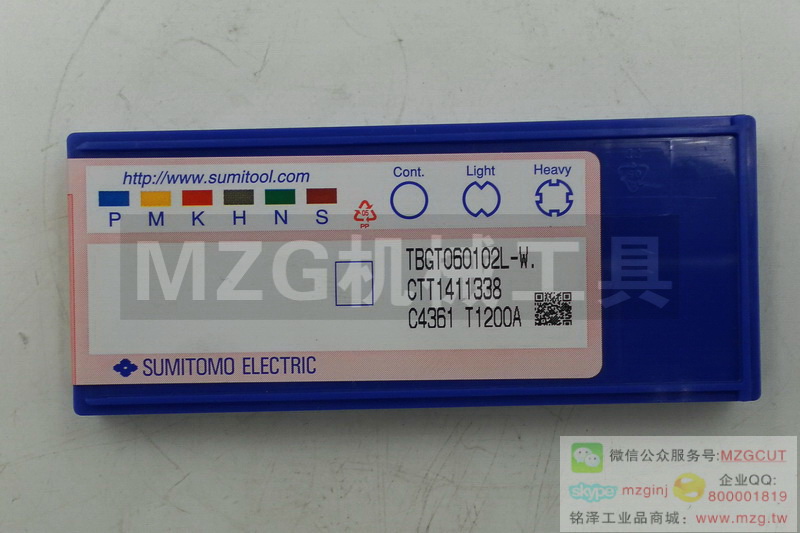 http://www.sumitool.com
Cont. Light Heavy
P M K H N S
05
PP
TBGT060102L-W.
CTT1411338
C4361 T1200A
MZG机械工具
SUMITOMO ELECTRIC
微信公众服务号:MZGCUT
skype mzginj 企业QQ:
800001819
铭泽工业品商城: www.mzg.tw